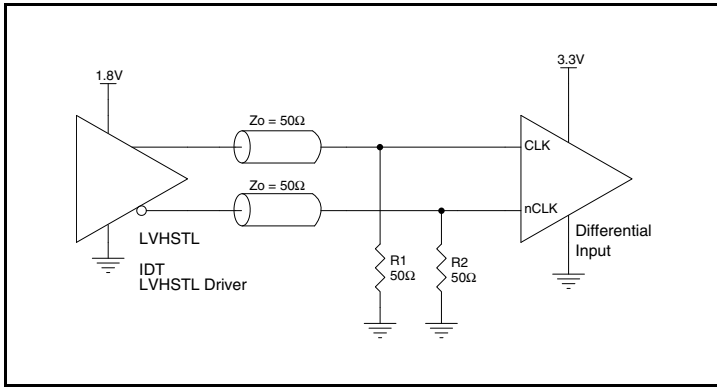 1.8V
3.3V
Zo = 50Ω
CLK
Zo = 50Ω
nCLK
LVHSTL
IDT
LVHSTL Driver
R1
50Ω
R2
50Ω
Differential
Input